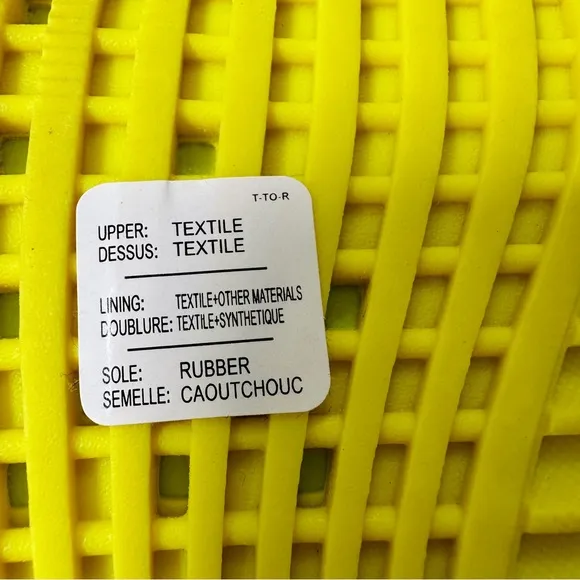 T-TO-R
UPPER: TEXTILE
DESSUS: TEXTILE
LINING: TEXTILE+OTHER MATERIALS
DOUBLURE: TEXTILE+SYNTHETIQUE
SOLE: RUBBER
SEMELLE: CAOUTCHOUC